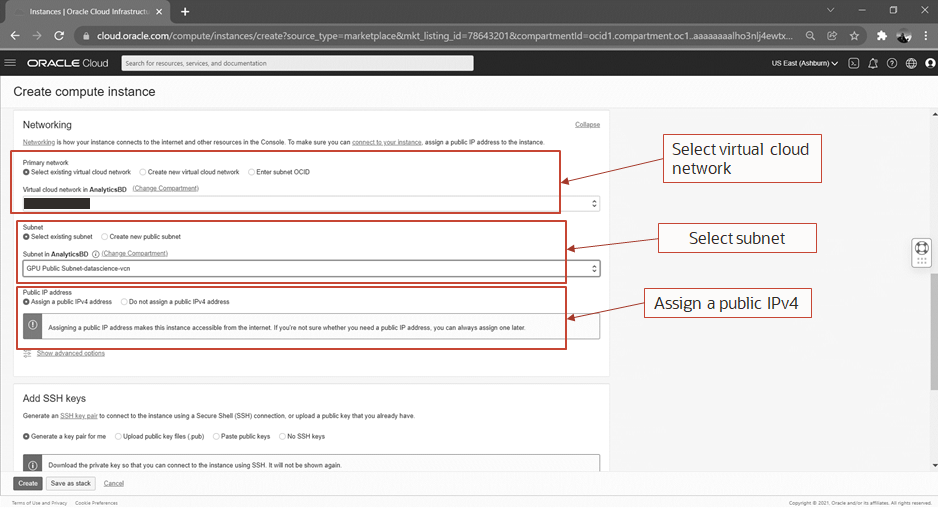 Instances | Oracle Cloud Infrastruct
cloud.oracle.com/compute/instances/create?source_type=marketplace&mkt_listing_id=78643201&compartmentId=ocid1.compartment.oc1..aaaaaaaalho3nlj4ewtx...
ORACLE Cloud
Search for resources, services, and documentation
US East (Ashburn)
Create compute instance
Networking
Collapse
Networking is how your instance connects to the internet and other resources in the Console. To make sure you can connect to your instance, assign a public IP address to the instance.
Primary network
Select existing virtual cloud network Create new virtual cloud network Enter subnet OCID
Virtual cloud network in AnalyticsBD (Change Compartment)
Select virtual cloud
network
Subnet
Select existing subnet Create new public subnet
Subnet in AnalyticsBD (Change Compartment)
GPU Public Subnet-datascience-vcn
Select subnet
Public IP address
Assign a public IPv4 address Do not assign a public IPv4 address
Assigning a public IP address makes this instance accessible from the internet. If you're not sure whether you need a public IP address, you can always assign one later.
Assign a public IPv4
Show advanced options
Add SSH keys
Generate an SSH key pair to connect to the instance using a Secure Shell (SSH) connection, or upload a public key that you already have.
Generate a key pair for me Upload public key files (.pub) Paste public keys No SSH keys
Download the private key so that you can connect to the instance using SSH. It will not be shown again.
Create Save as stack Cancel
Terms of Use and Privacy Cookie Preferences
Copyright © 2021, Oracle and/or its affiliates. All rights reserved.